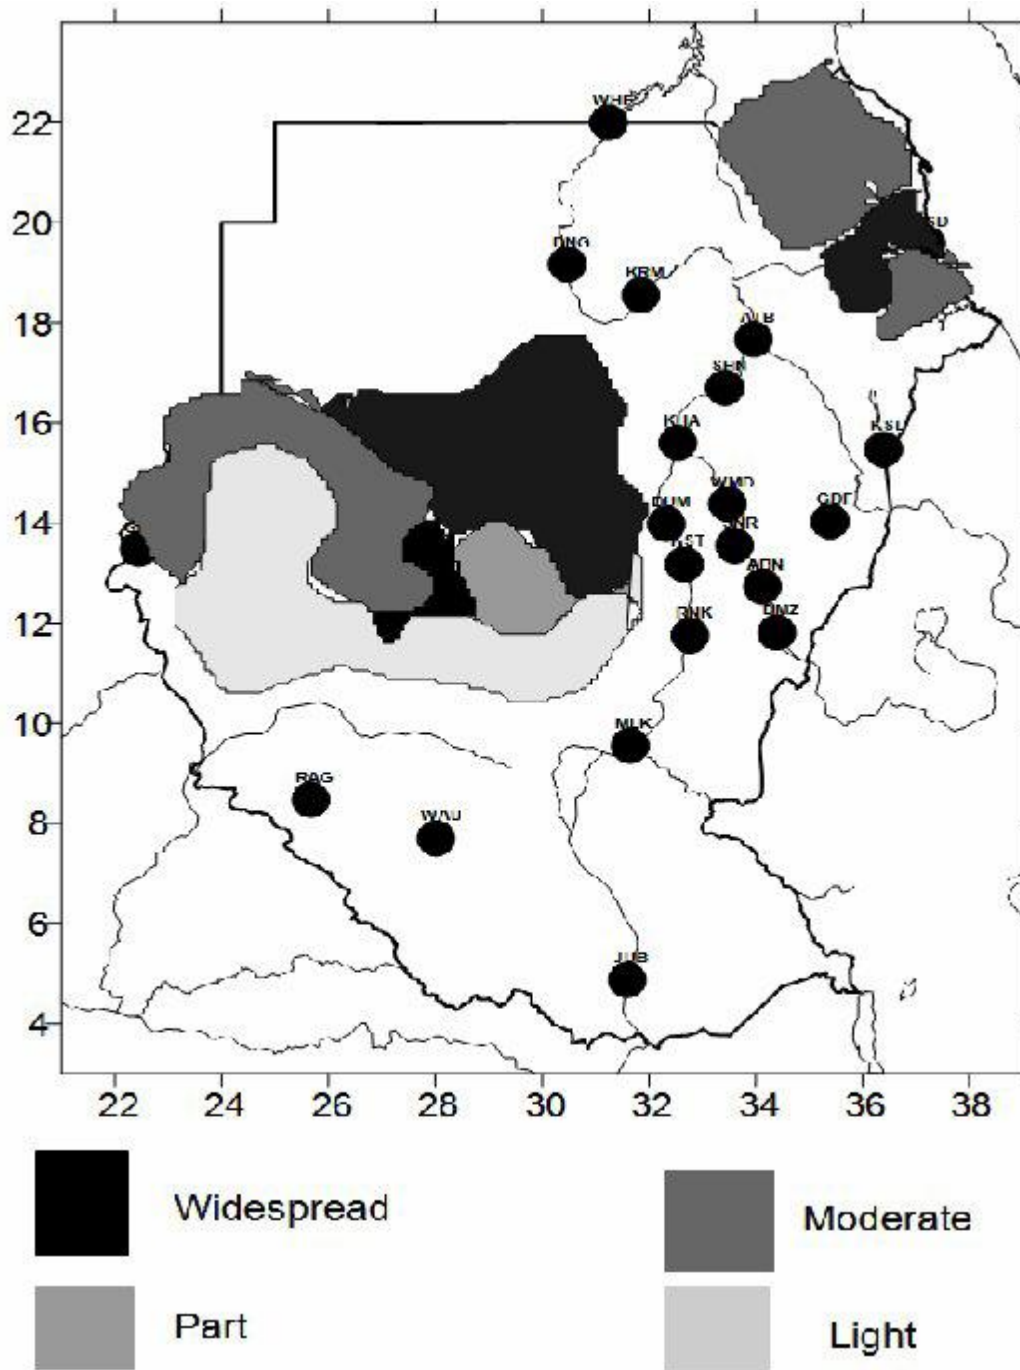 WHF
22
20
DNG
KRM
18
ATB
SHN
16
KHA
KSL
WMD
GDF
14
DUM
KST
ABN
12
RNK
DMZ
10
MLK
RAG
8
WAU
6
JUB
4
22 24 26 28 30 32 34 36 38
Widespread
Moderate
Part
Light